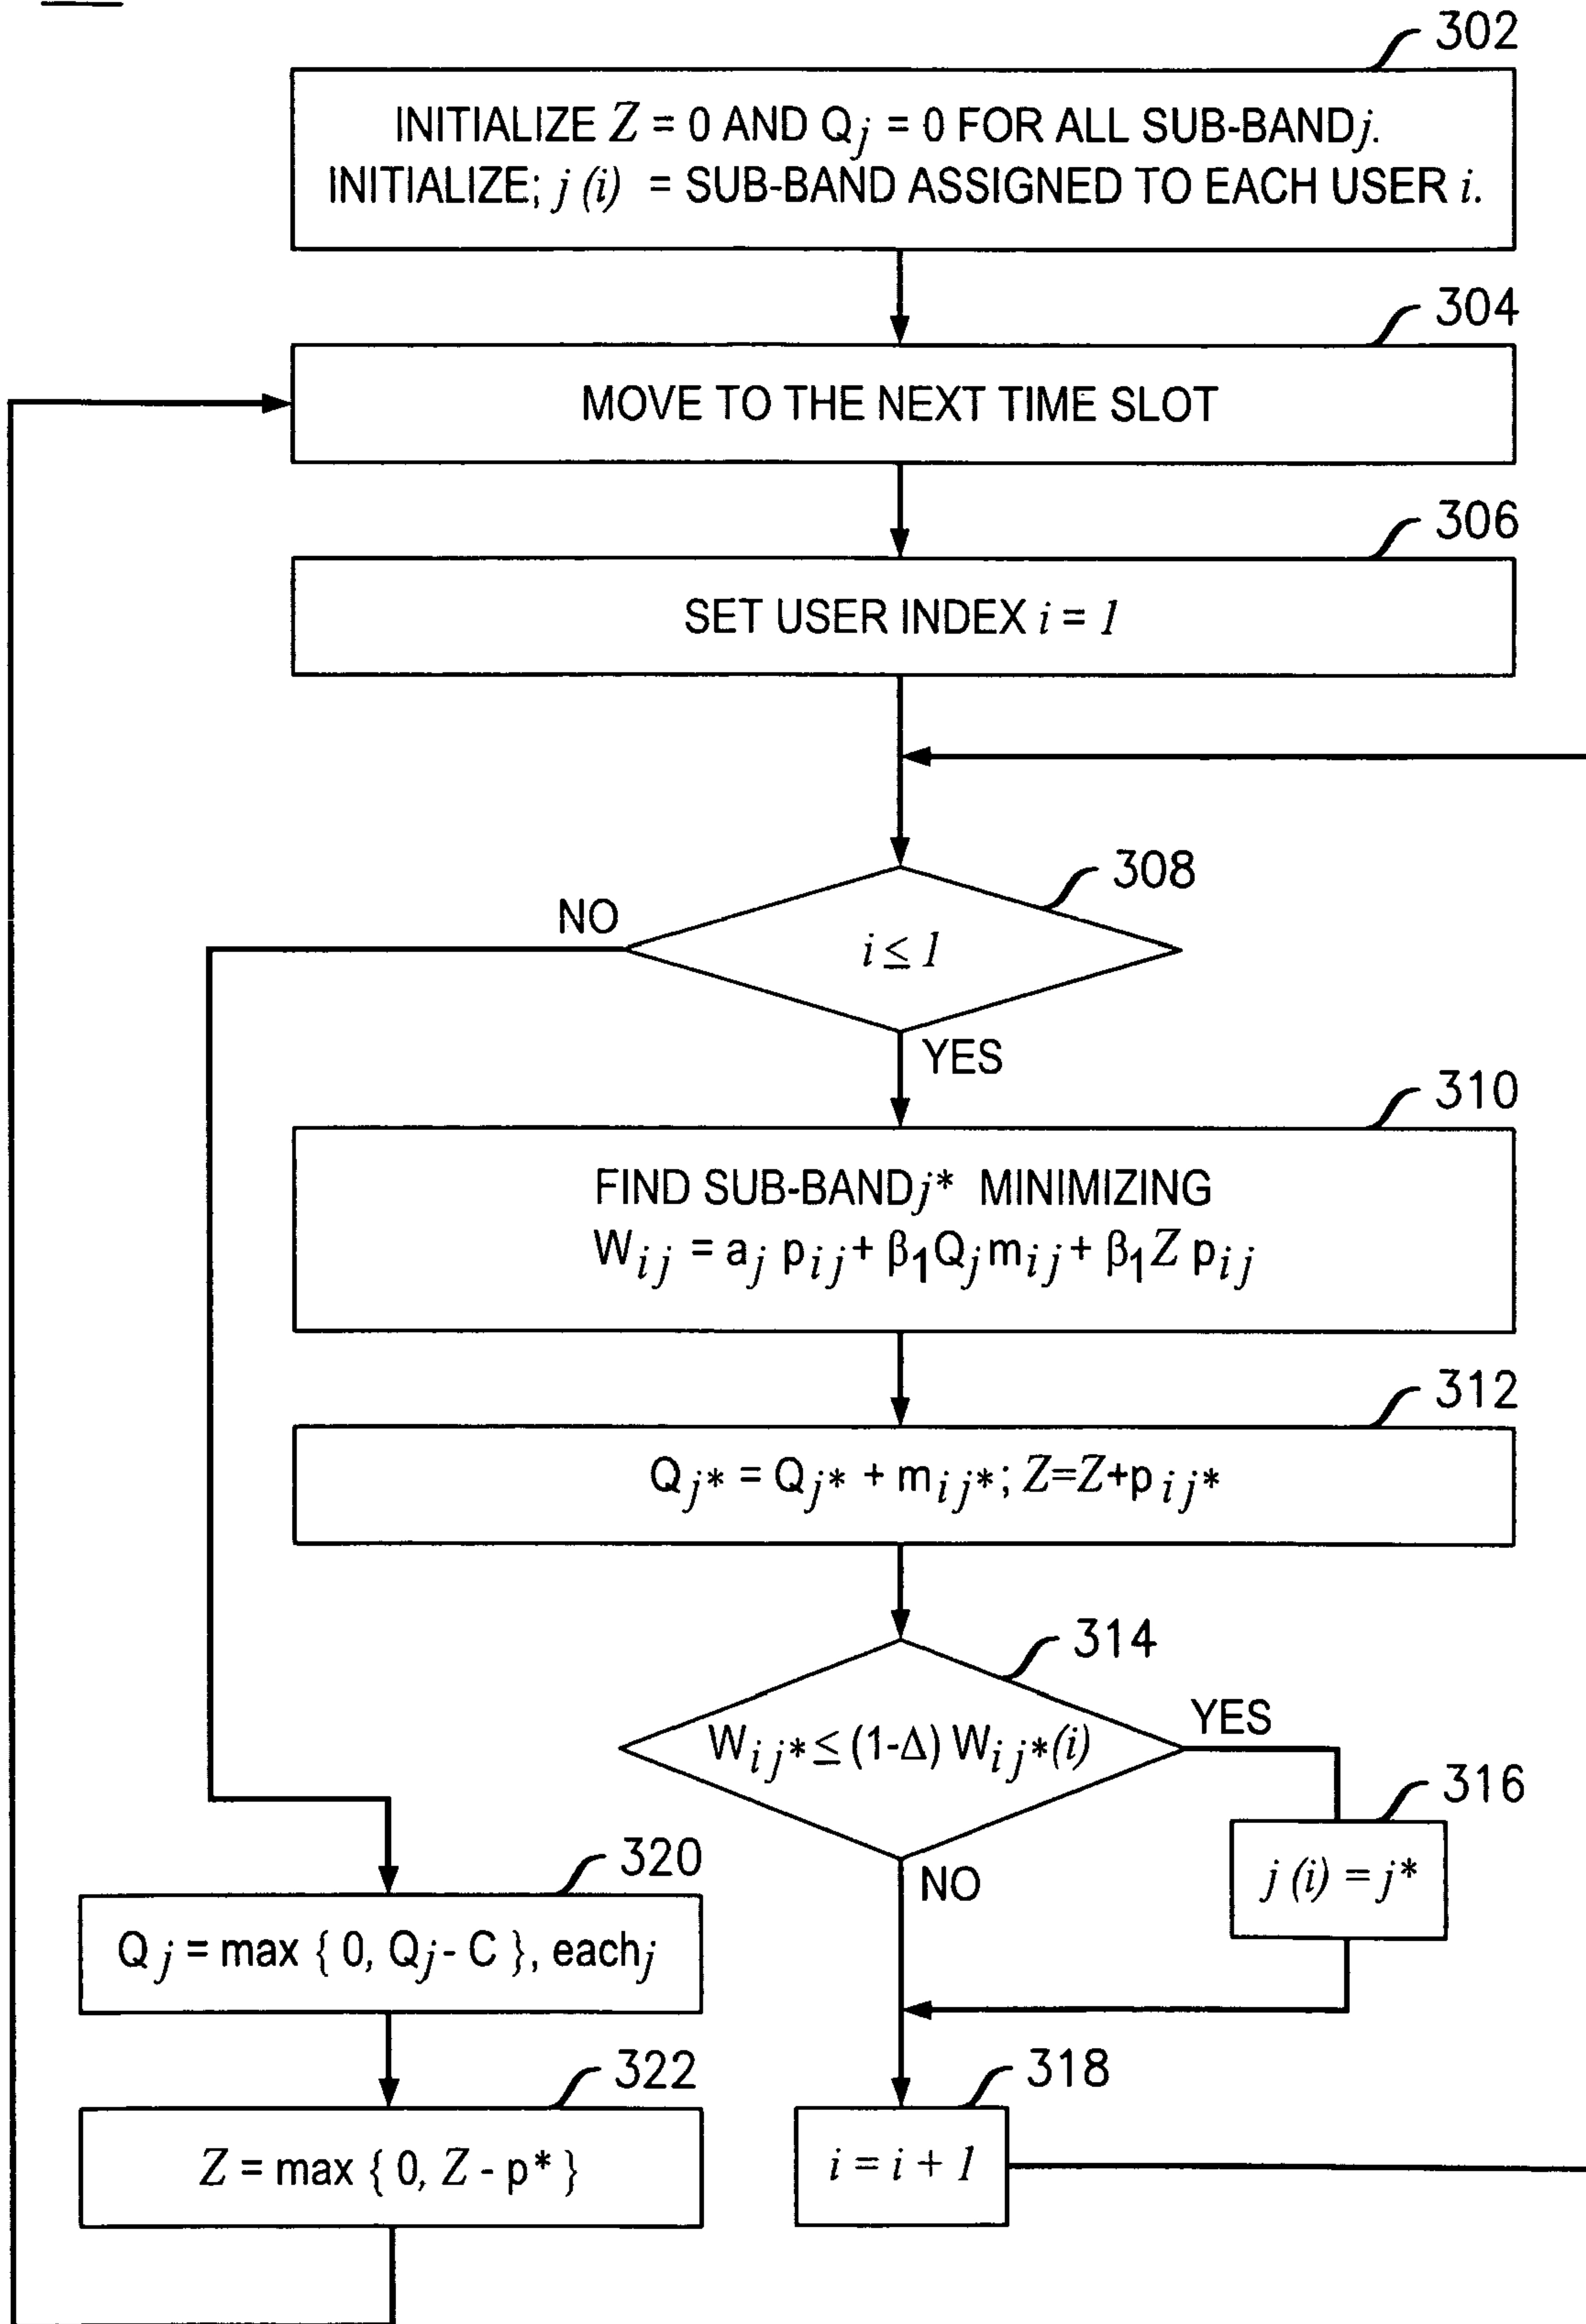 302
INITIALIZE Z = 0 AND Qj = 0 FOR ALL SUB-BANDj.
INITIALIZE; j (i) = SUB-BAND ASSIGNED TO EACH USER i.
304
MOVE TO THE NEXT TIME SLOT
306
SET USER INDEX i = 1
308
NO
i ≤ 1
YES
310
FIND SUB-BANDj* MINIMIZING
Wij = aj pij + β1Qj mij + β1Z pij
312
Qj* = Qj* + mij*; Z=Z+pij*
314
Wij* ≤ (1-Δ) Wij*(i)
YES
316
j (i) = j*
NO
320
Qj = max { 0, Qj - C }, eachj
322
Z = max { 0, Z - p* }
318
i = i + 1